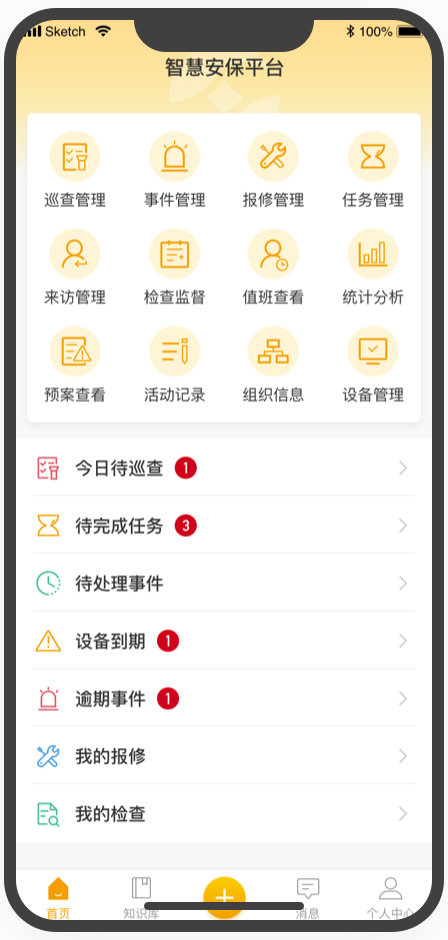 Sketch 100%
智慧安保平台
巡查管理 事件管理 报修管理 任务管理
来访管理 检查监督 值班查看 统计分析
预案查看 活动记录 组织信息 设备管理
今日待巡查 1
待完成任务 3
待处理事件
设备到期 1
逾期事件 1
我的报修
我的检查
首页 知识库 消息 个人中心